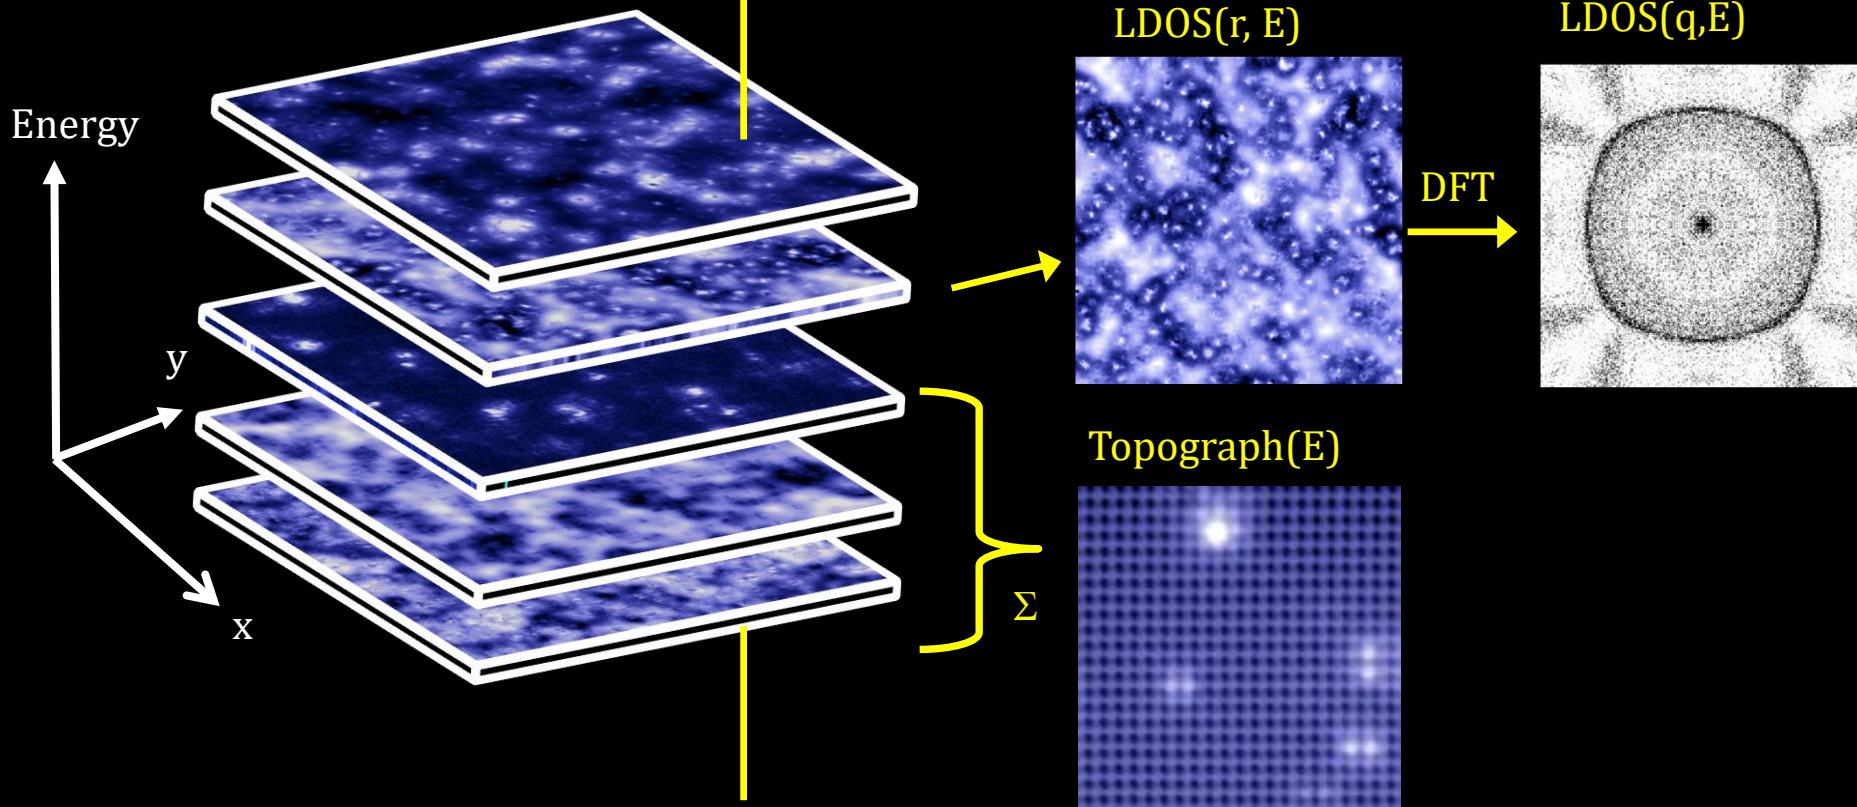 LDOS(r, E)
LDOS(q,E)
Energy
DFT
y
Topograph(E)
Σ
x